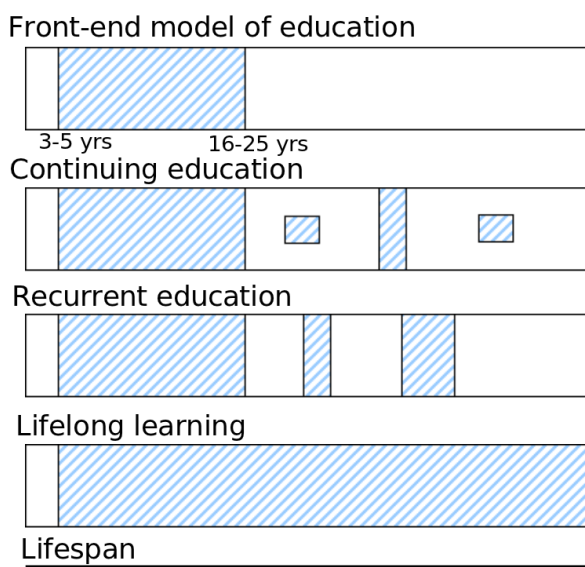 Front-end model of education
3-5 yrs
16-25 yrs
Continuing education
Recurrent education
Lifelong learning
Lifespan